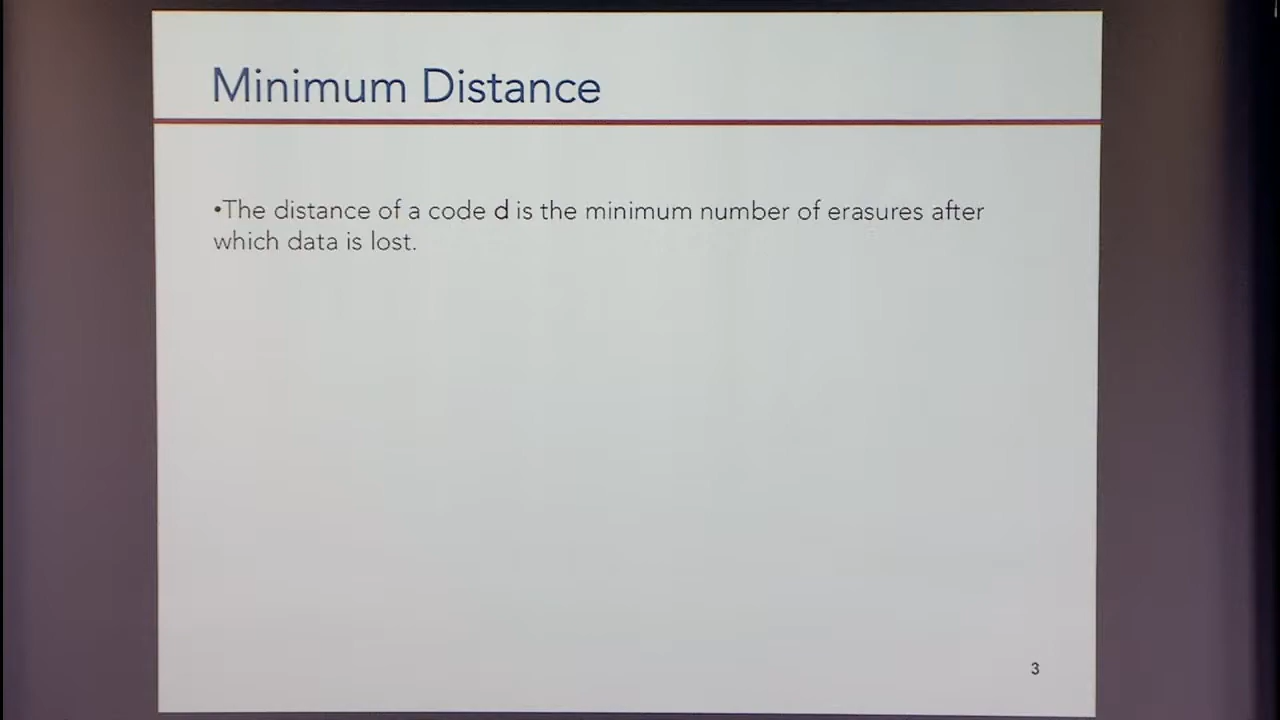 Minimum Distance
•The distance of a code d is the minimum number of erasures after
which data is lost.
3